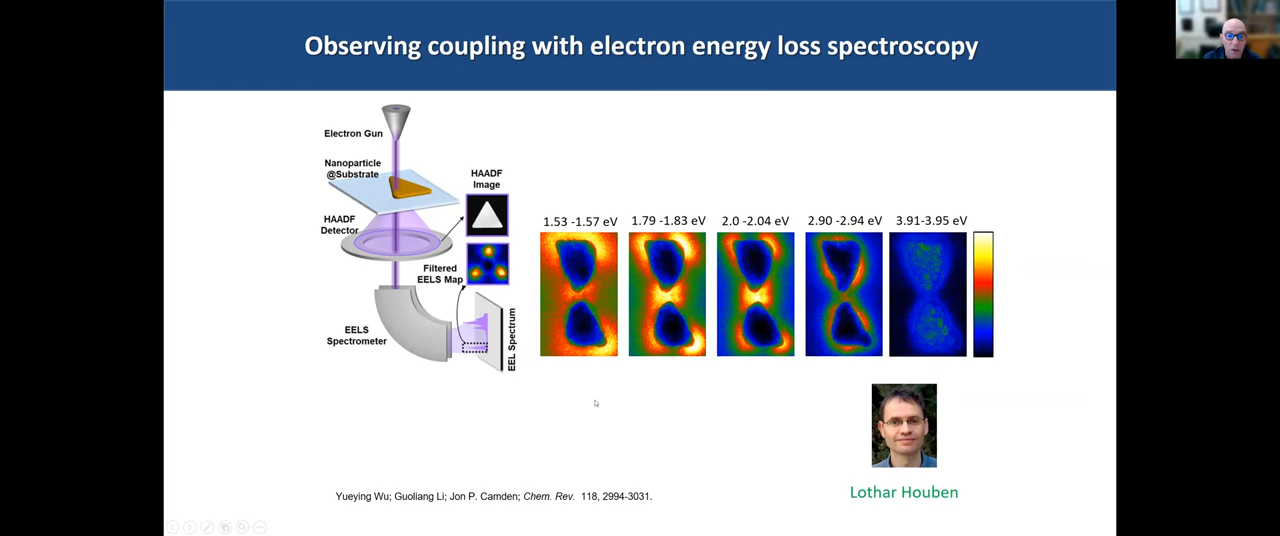 Observing coupling with electron energy loss spectroscopy
Electron Gun
Nanoparticle
@Substrate
HAADF
Detector
EELS
Spectrometer
HAADF
Image
Filtered
EELS Map
EEL Spectrum
1.53 -1.57 eV
1.79 -1.83 eV
2.0 -2.04 eV
2.90 -2.94 eV
3.91-3.95 eV
Lothar Houben
Yueying Wu; Guoliang Li; Jon P. Camden; Chem. Rev. 118, 2994-3031.